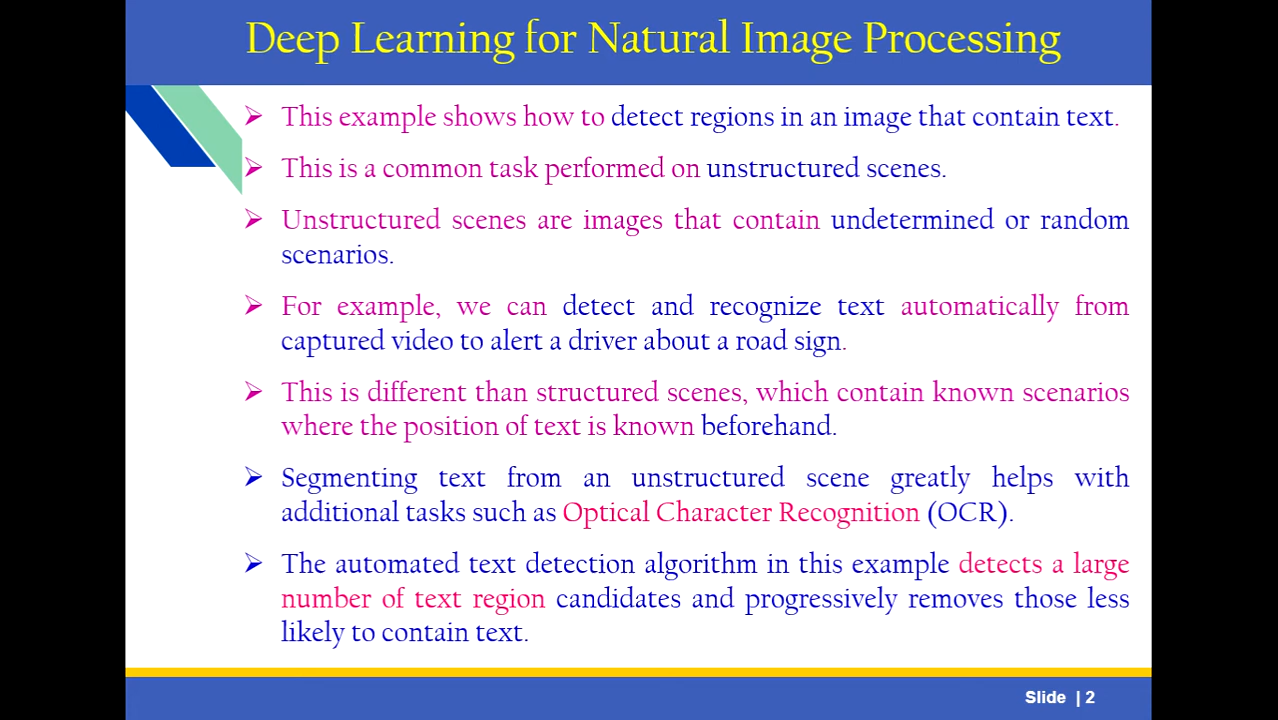 Deep Learning for Natural Image Processing
This example shows how to detect regions in an image that contain text.
This is a common task performed on unstructured scenes.
Unstructured scenes are images that contain undetermined or random
scenarios.
For example, we can detect and recognize text automatically from
captured video to alert a driver about a road sign.
This is different than structured scenes, which contain known scenarios
where the position of text is known beforehand.
Segmenting text from an unstructured scene greatly helps with
additional tasks such as Optical Character Recognition (OCR).
The automated text detection algorithm in this example detects a large
number of text region candidates and progressively removes those less
likely to contain text.
Slide | 2